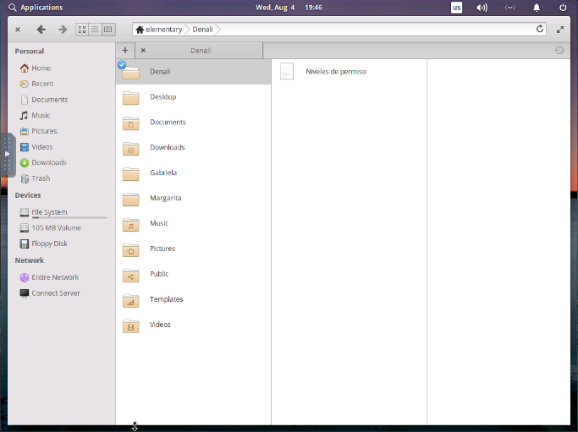 Applications
Wed, Aug 4 19:46
us
elementary Denali
Denali
Personal
Home
Recent
Documents
Music
Pictures
Videos
Downloads
Trash
Devices
File System
105 MB Volume
Floppy Disk
Network
Entire Network
Connect Server
Denali
Desktop
Documents
Downloads
Gabriela
Margarita
Music
Pictures
Public
Templates
Videos
Niveles de permiso